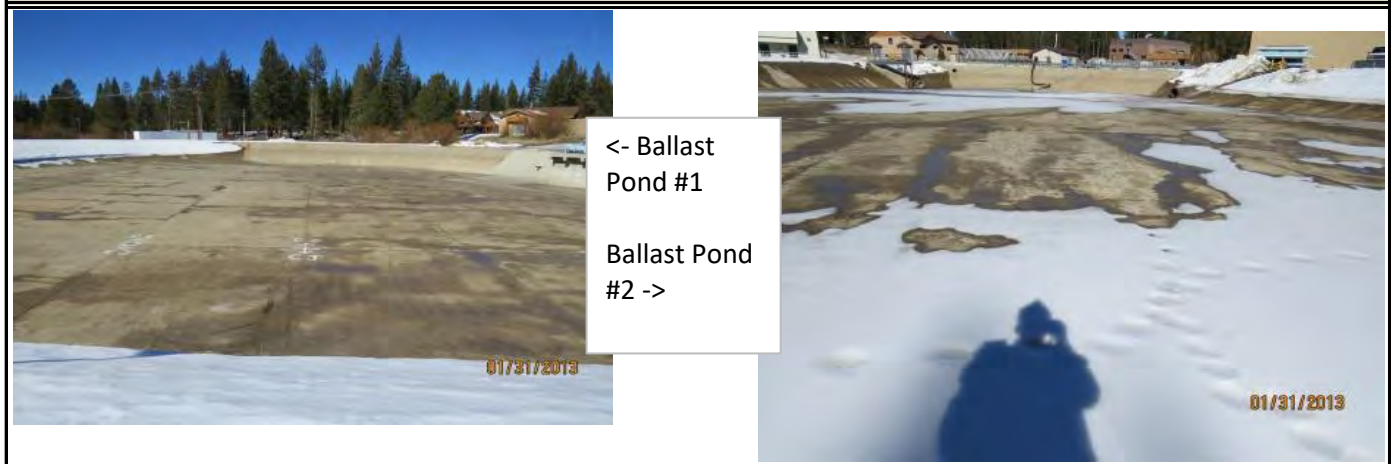 <- Ballast
Pond #1
Ballast Pond
#2 ->
01/31/2013
01/31/2013